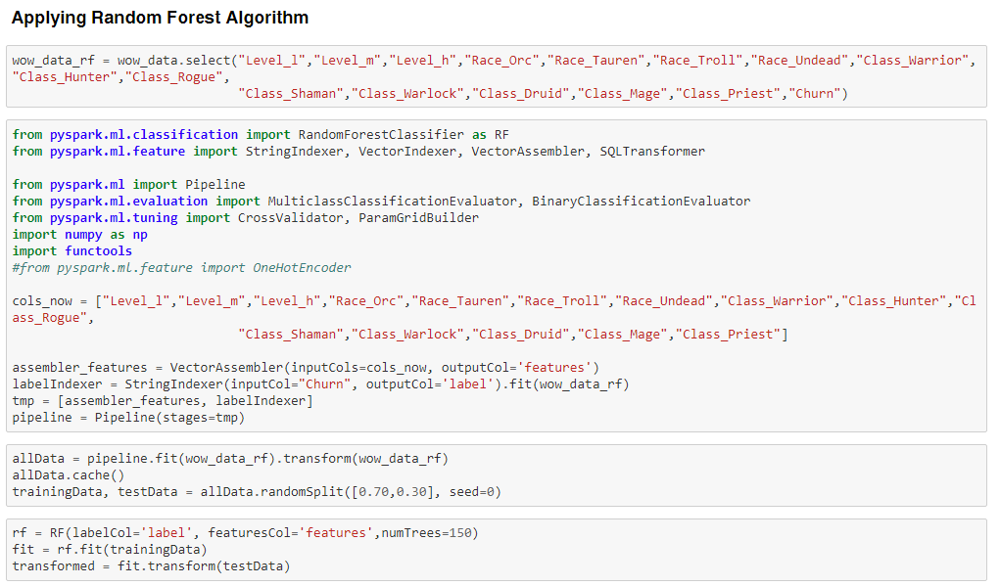 Applying Random Forest Algorithm
wow_data_rf = wow_data.select("Level_l","Level_m","Level_h","Race_Orc","Race_Tauren","Race_Troll","Race_Undead","Class_Warrior",
"Class_Hunter","Class_Rogue",
"Class_Shaman","Class_Warlock","Class_Druid","Class_Mage","Class_Priest","Churn")
from pyspark.ml.classification import RandomForestClassifier as RF
from pyspark.ml.feature import StringIndexer, VectorIndexer, VectorAssembler, SQLTransformer
from pyspark.ml import Pipeline
from pyspark.ml.evaluation import MulticlassClassificationEvaluator, BinaryClassificationEvaluator
from pyspark.ml.tuning import CrossValidator, ParamGridBuilder
import numpy as np
import functools
#from pyspark.ml.feature import OneHotEncoder
cols_now = ["Level_l","Level_m","Level_h","Race_Orc","Race_Tauren","Race_Troll","Race_Undead","Class_Warrior","Class_Hunter","Cl
ass_Rogue",
"Class_Shaman","Class_Warlock","Class_Druid","Class_Mage","Class_Priest"]
assembler_features = VectorAssembler(inputCols=cols_now, outputCol='features')
labelIndexer = StringIndexer(inputCol="Churn", outputCol='label').fit(wow_data_rf)
tmp = [assembler_features, labelIndexer]
pipeline = Pipeline(stages=tmp)
allData = pipeline.fit(wow_data_rf).transform(wow_data_rf)
allData.cache()
trainingData, testData = allData.randomSplit([0.70,0.30], seed=0)
rf = RF(labelCol='label', featuresCol='features',numTrees=150)
fit = rf.fit(trainingData)
transformed = fit.transform(testData)